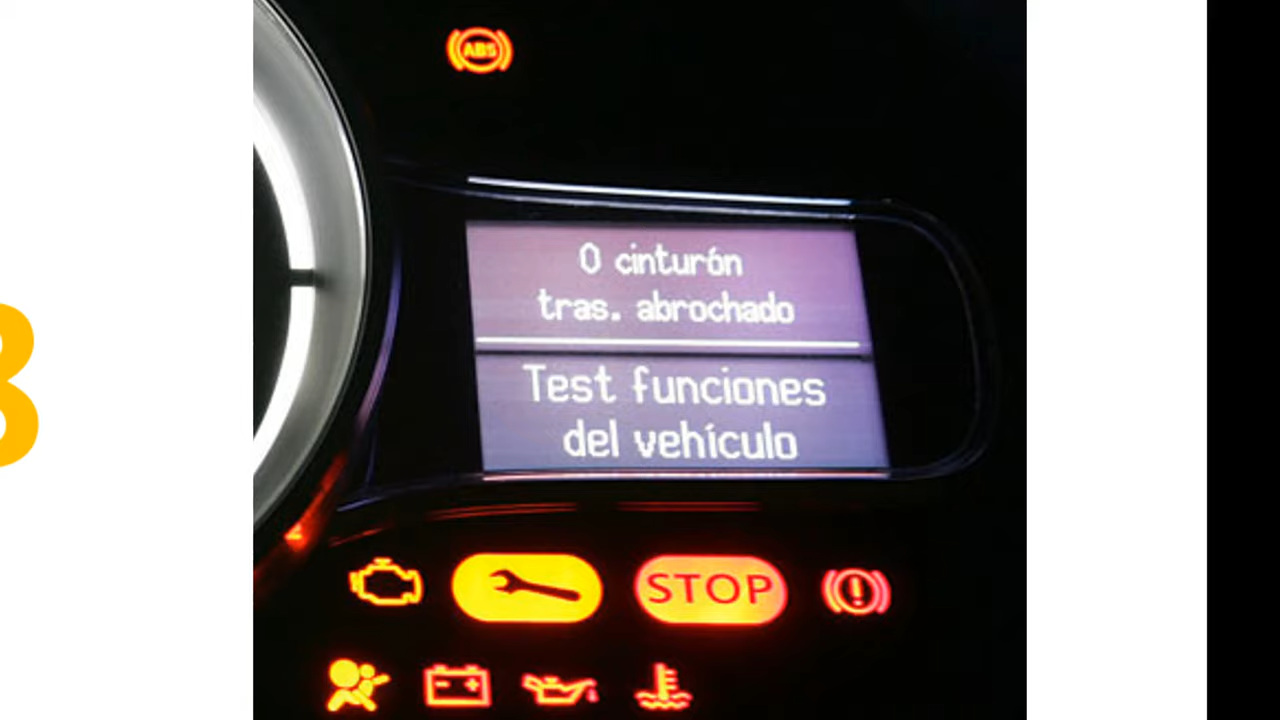 ABS
0 cinturón
tras. abrochado
Test funciones
del vehículo
STOP